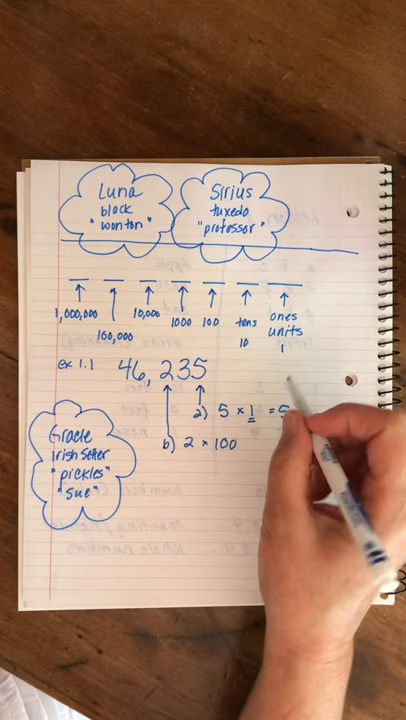 Luna
black
"wonton"
Sirius
tuxedo
"professor"
1,000,000
100,000
10,000
1000
100
tens
10
ones
units
1
ex 1.1 46,235
a) 5 × 1 = 5
b) 2 × 100
Gracie
Irish Setter
"pickles"
"Sue"